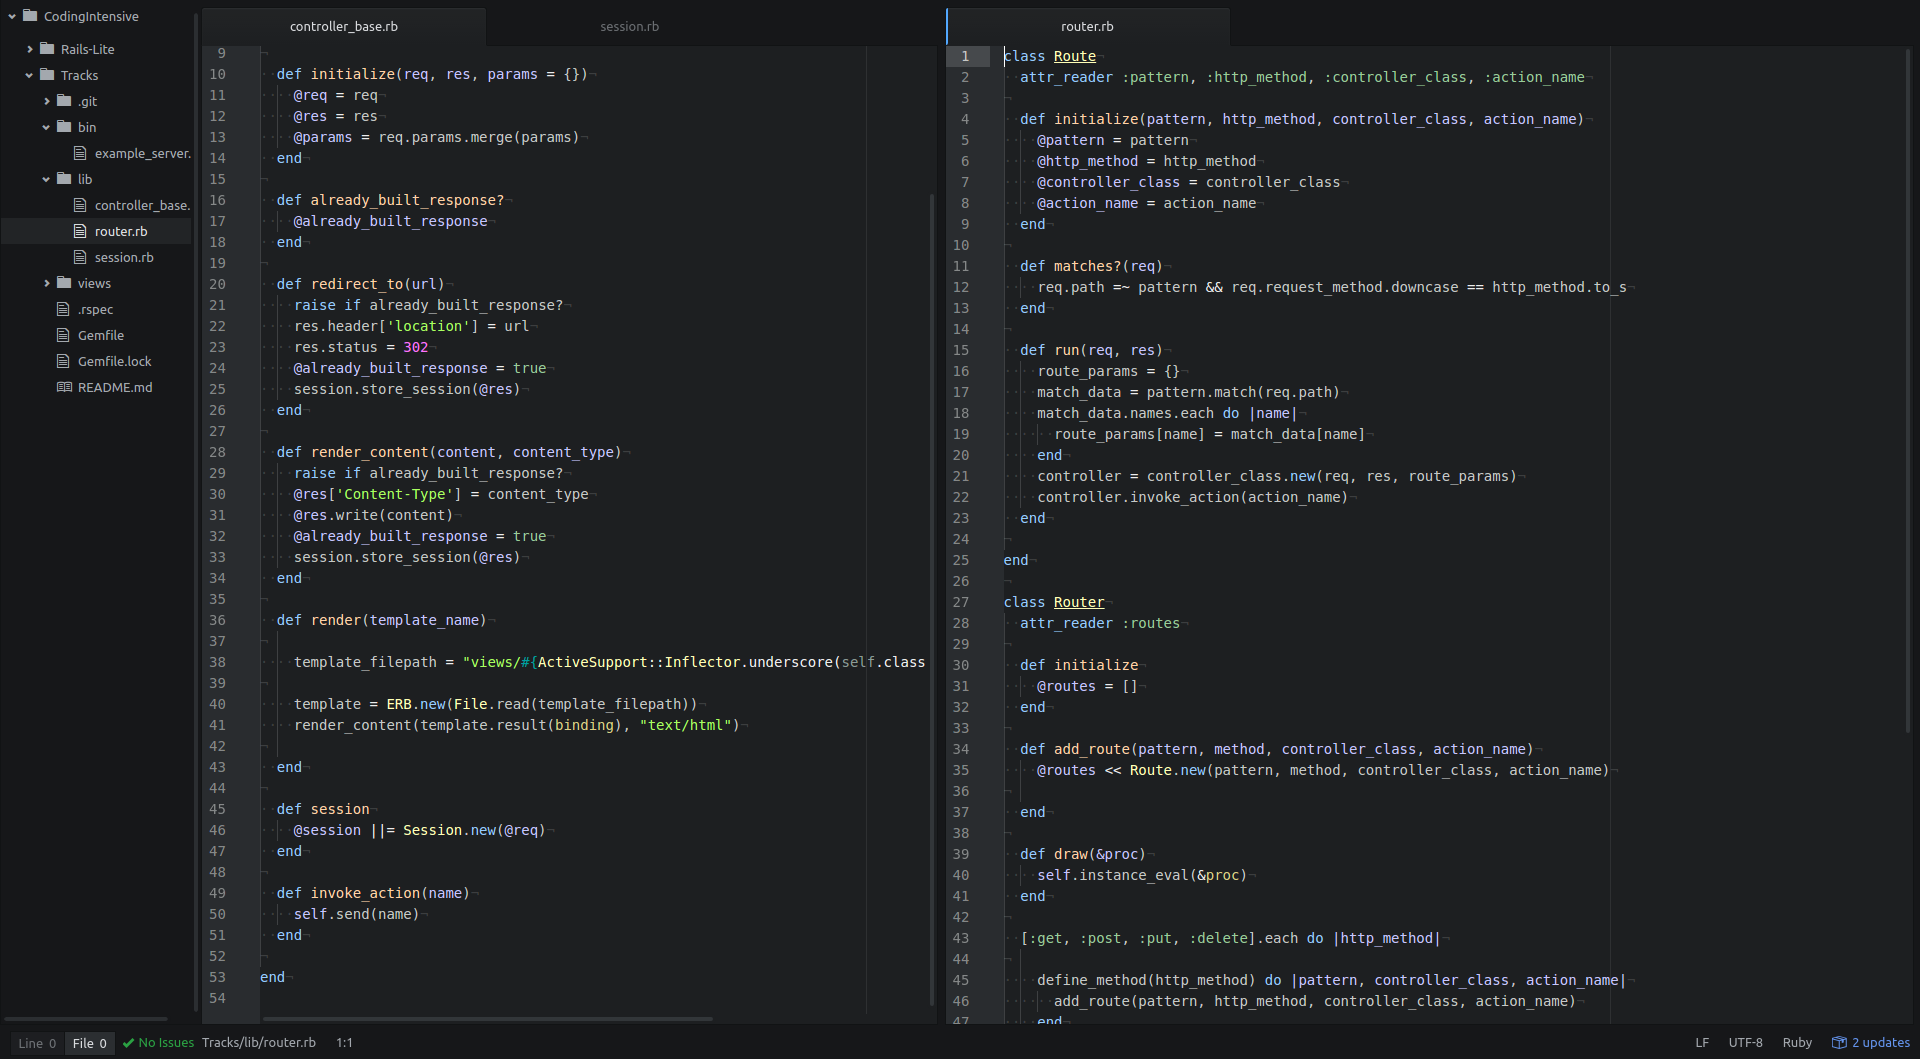 CodingIntensive
Rails-Lite
Tracks
.git
bin
example_server.
lib
controller_base.
router.rb
session.rb
views
.rspec
Gemfile
Gemfile.lock
README.md
controller_base.rb
session.rb
9
10 def initialize(req, res, params = {})
11 @req = req
12 @res = res
13 @params = req.params.merge(params)
14 end
15
16 def already_built_response?
17 @already_built_response
18 end
19
20 def redirect_to(url)
21 raise if already_built_response?
22 res.header['location'] = url
23 res.status = 302
24 @already_built_response = true
25 session.store_session(@res)
26 end
27
28 def render_content(content, content_type)
29 raise if already_built_response?
30 @res['Content-Type'] = content_type
31 @res.write(content)
32 @already_built_response = true
33 session.store_session(@res)
34 end
35
36 def render(template_name)
37
38 template_filepath = "views/#{ActiveSupport::Inflector.underscore(self.class
39
40 template = ERB.new(File.read(template_filepath))
41 render_content(template.result(binding), "text/html")
42
43 end
44
45 def session
46 @session ||= Session.new(@req)
47 end
48
49 def invoke_action(name)
50 self.send(name)
51 end
52
53 end
54
router.rb
1 class Route
2 attr_reader :pattern, :http_method, :controller_class, :action_name
3
4 def initialize(pattern, http_method, controller_class, action_name)
5 @pattern = pattern
6 @http_method = http_method
7 @controller_class = controller_class
8 @action_name = action_name
9 end
10
11 def matches?(req)
12 req.path =~ pattern && req.request_method.downcase == http_method.to_s
13 end
14
15 def run(req, res)
16 route_params = {}
17 match_data = pattern.match(req.path)
18 match_data.names.each do |name|
19 route_params[name] = match_data[name]
20 end
21 controller = controller_class.new(req, res, route_params)
22 controller.invoke_action(action_name)
23 end
24
25 end
26
27 class Router
28 attr_reader :routes
29
30 def initialize
31 @routes = []
32 end
33
34 def add_route(pattern, method, controller_class, action_name)
35 @routes << Route.new(pattern, method, controller_class, action_name)
36
37 end
38
39 def draw(&proc)
40 self.instance_eval(&proc)
41 end
42
43 [:get, :post, :put, :delete].each do |http_method|
44
45 define_method(http_method) do |pattern, controller_class, action_name|
46 add_route(pattern, http_method, controller_class, action_name)
47 end
Line 0 File 0 No Issues Tracks/lib/router.rb 1:1 LF UTF-8 Ruby 2 updates